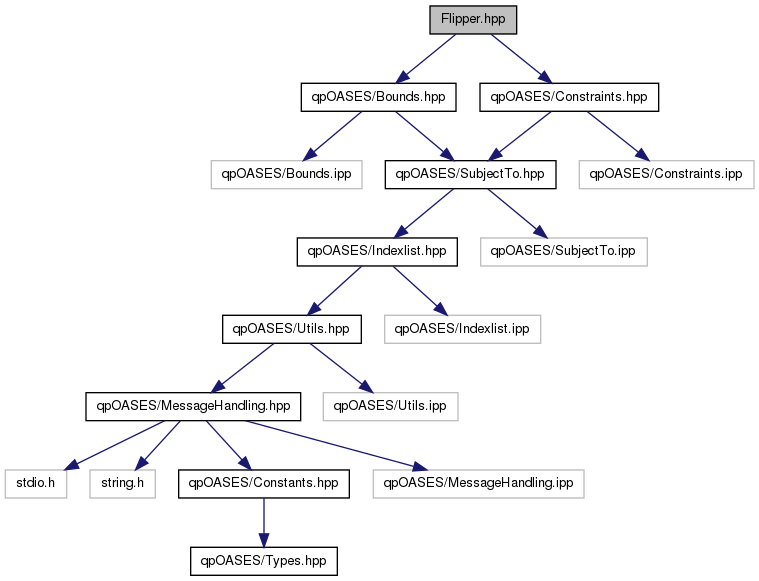 Flipper.hpp
qpOASES/Bounds.hpp
qpOASES/Constraints.hpp
qpOASES/Bounds.ipp
qpOASES/SubjectTo.hpp
qpOASES/Constraints.ipp
qpOASES/Indexlist.hpp
qpOASES/SubjectTo.ipp
qpOASES/Utils.hpp
qpOASES/Indexlist.ipp
qpOASES/MessageHandling.hpp
qpOASES/Utils.ipp
stdio.h
string.h
qpOASES/Constants.hpp
qpOASES/MessageHandling.ipp
qpOASES/Types.hpp